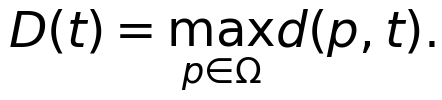 D(t) = max_{p∈Ω} d(p, t).